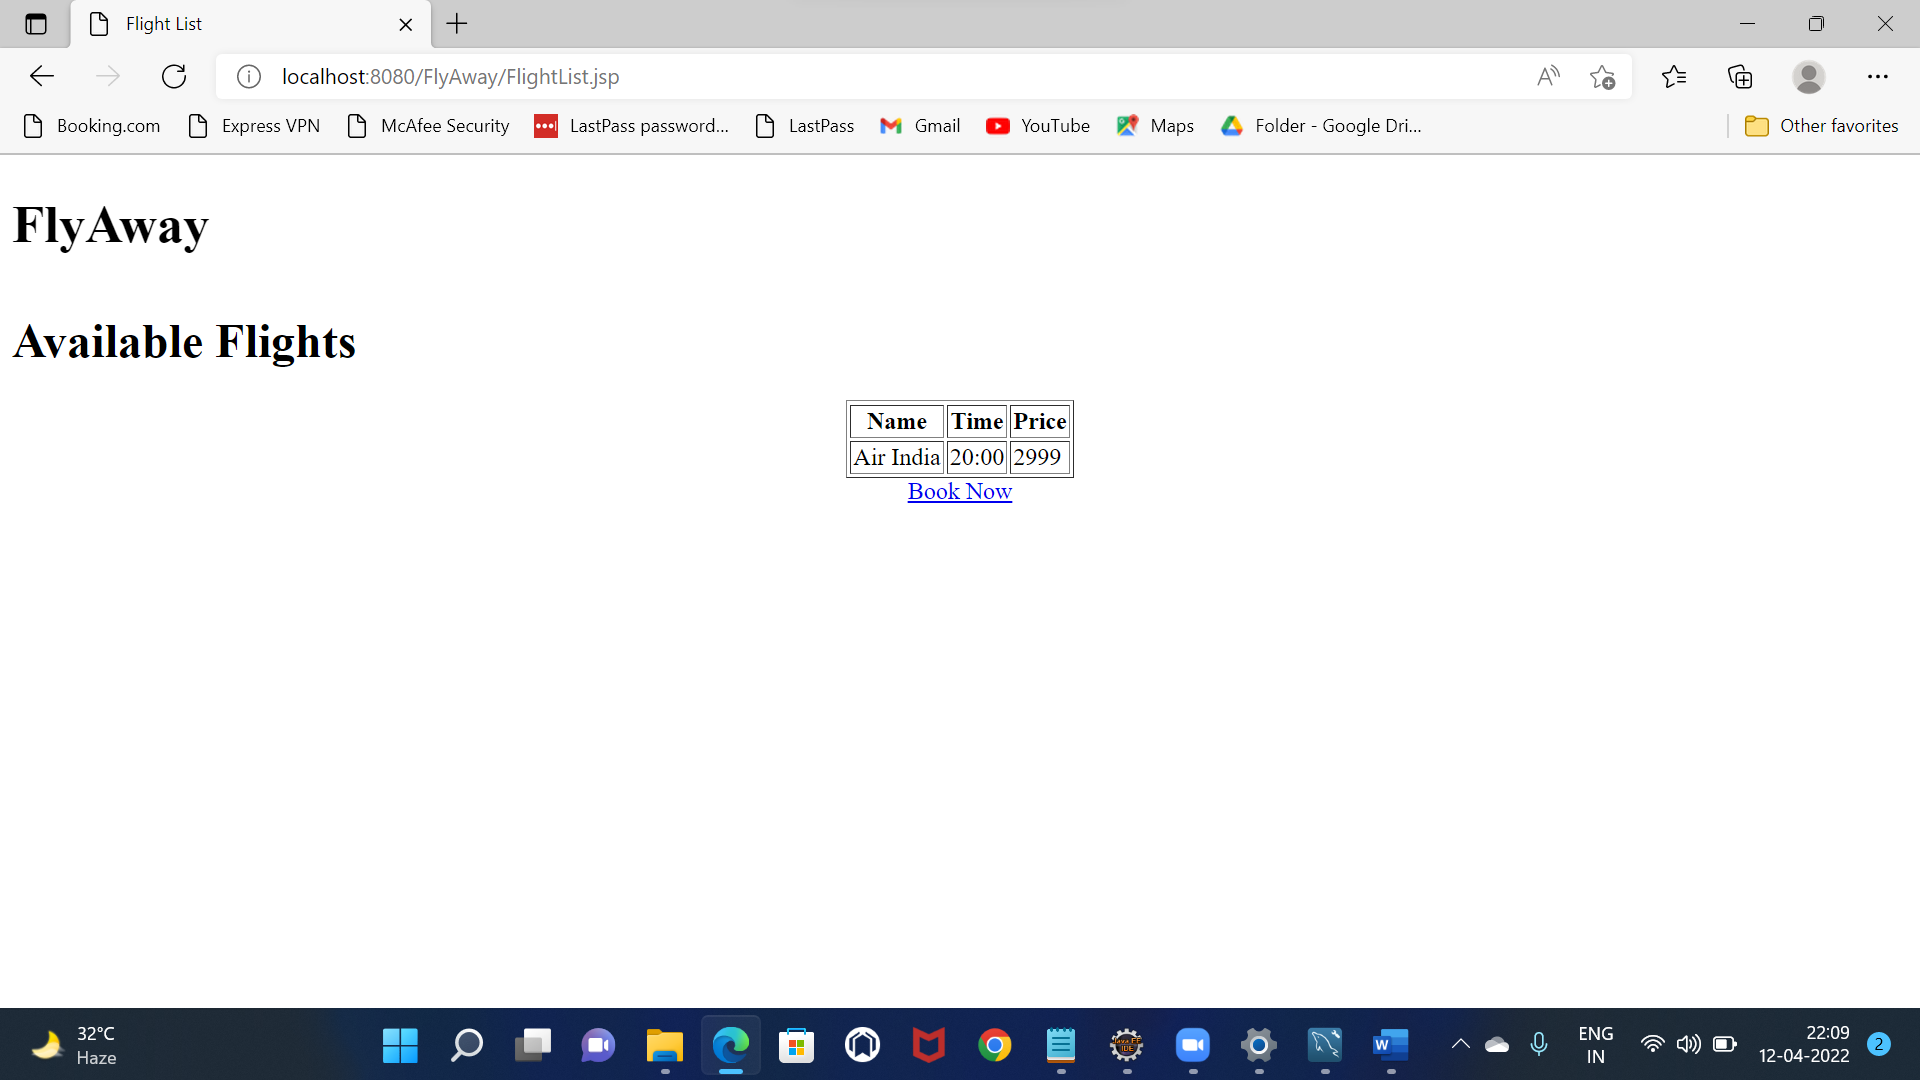 Flight List
localhost:8080/FlyAway/FlightList.jsp
Booking.com Express VPN McAfee Security LastPass password... LastPass Gmail YouTube Maps Folder - Google Dri... Other favorites
FlyAway
Available Flights
Name Time Price
Air India 20:00 2999
Book Now
32°C
Haze
ENG
IN
22:09
12-04-2022
2